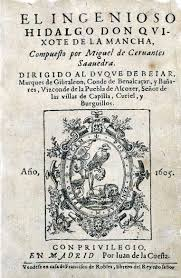 EL INGENIOSO
HIDALGO DON QVI-
XOTE DE LA MANCHA,
Compuesto por Miguel de Ceruantes
Saauedra.
DIRIGIDO AL DVQVE DE BEIAR,
Marques de Gibraleon, Conde de Benalcaçar, y Baña-
res, Vizconde de la Puebla de Alcozer, Señor de
las villas de Capilla, Curiel, y
Burguillos.
Año, 1605.
CON PRIVILEGIO,
EN MADRID Por Iuan de la Cuesta.
Vendese en casa de Francisco de Robles, librero del Rey nro señor.